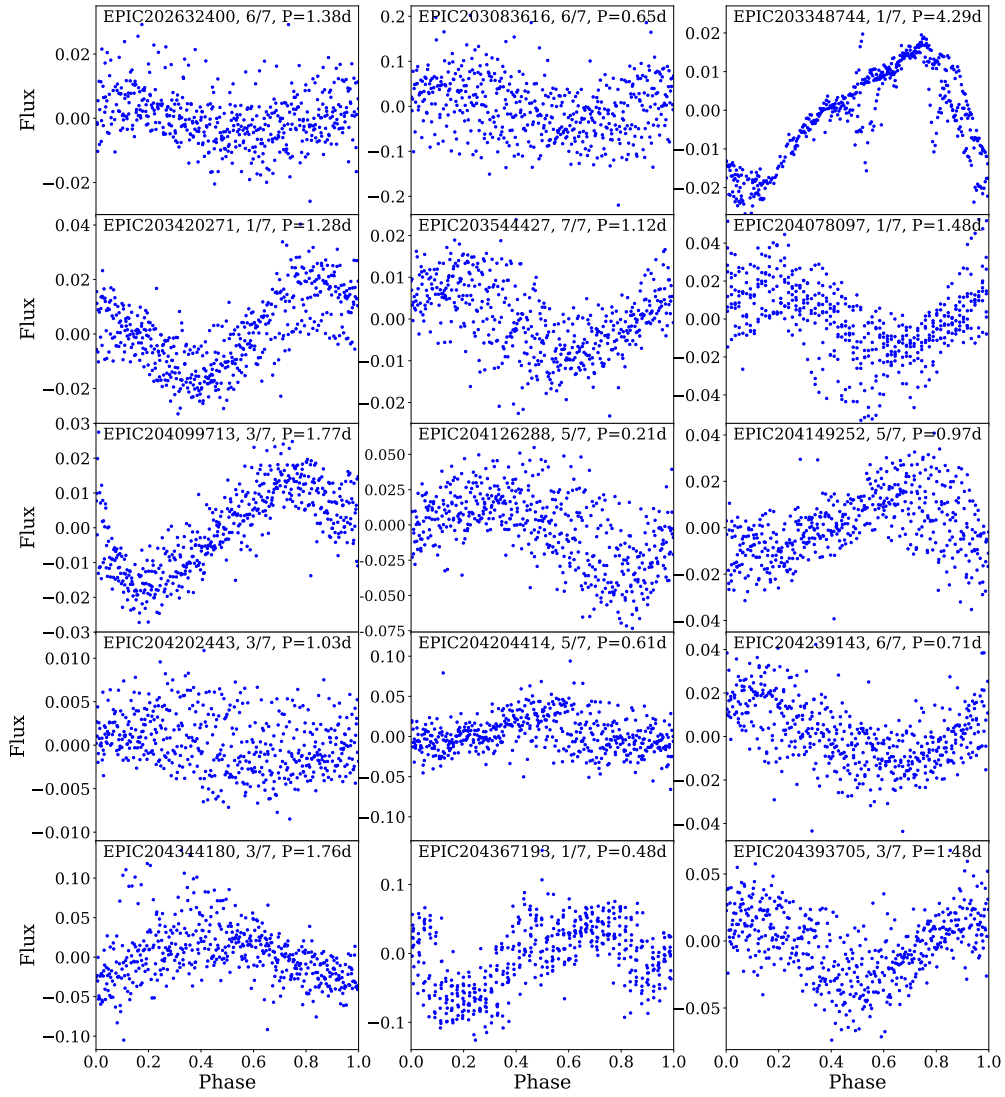 EPIC202632400, 6/7, P=1.38d
EPIC203083616, 6/7, P=0.65d
EPIC203348744, 1/7, P=4.29d
0.02
0.00
−0.02
Flux
0.2
0.1
0.0
−0.1
−0.2
0.02
0.01
0.00
−0.01
−0.02
EPIC203420271, 1/7, P=1.28d
EPIC203544427, 7/7, P=1.12d
EPIC204078097, 1/7, P=1.48d
0.04
0.02
0.00
−0.02
Flux
0.02
0.01
0.00
−0.01
−0.02
0.04
0.02
0.00
−0.02
−0.04
EPIC204099713, 3/7, P=1.77d
EPIC204126288, 5/7, P=0.21d
EPIC204149252, 5/7, P=0.97d
0.03
0.02
0.01
0.00
−0.01
−0.02
−0.03
Flux
0.050
0.025
0.000
−0.025
-0.050
−0.075
0.04
0.02
0.00
−0.02
−0.04
EPIC204202443, 3/7, P=1.03d
EPIC204204414, 5/7, P=0.61d
EPIC204239143, 6/7, P=0.71d
0.010
0.005
0.000
−0.005
−0.010
Flux
0.10
0.05
0.00
−0.05
−0.10
0.04
0.02
0.00
−0.02
−0.04
EPIC204344180, 3/7, P=1.76d
EPIC204367193, 1/7, P=0.48d
EPIC204393705, 3/7, P=1.48d
0.10
0.05
0.00
−0.05
−0.10
Flux
0.1
0.0
−0.1
0.05
0.00
−0.05
0.0 0.2 0.4 0.6 0.8 1.0
0.0 0.2 0.4 0.6 0.8 1.0
0.0 0.2 0.4 0.6 0.8 1.0
Phase
Phase
Phase